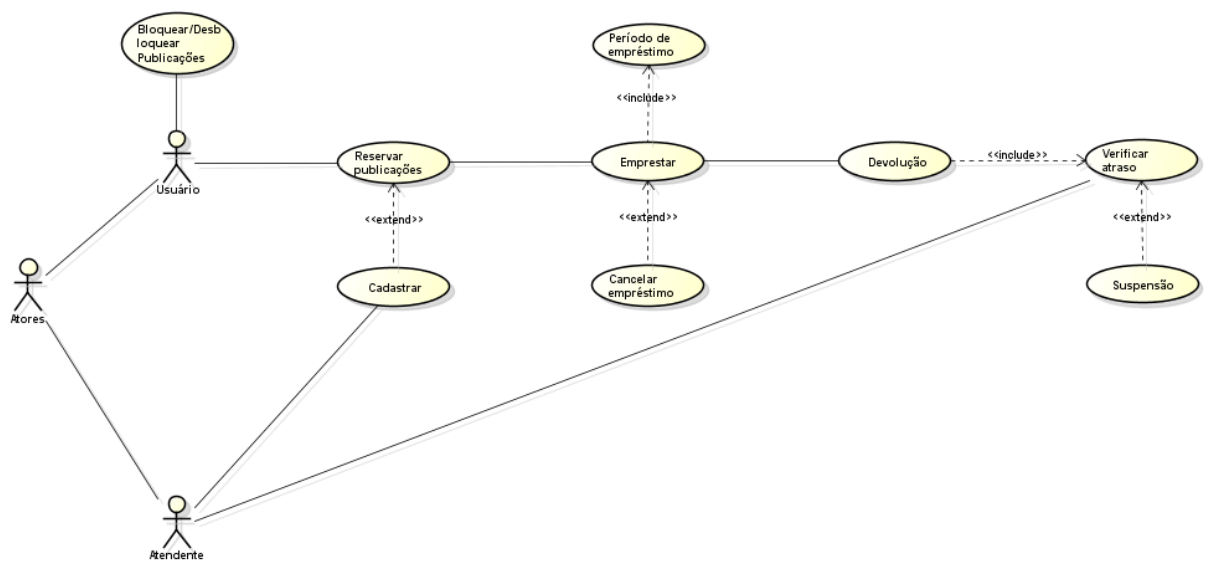 Bloquear/Desb
loquear
Publicações
Período de
empréstimo
<<include>>
Usuário
Reservar
publicações
Emprestar
Devolução
<<include>>
Verificar
atraso
<<extend>>
<<extend>>
<<extend>>
Atores
Cadastrar
Cancelar
empréstimo
Suspensão
Atendente